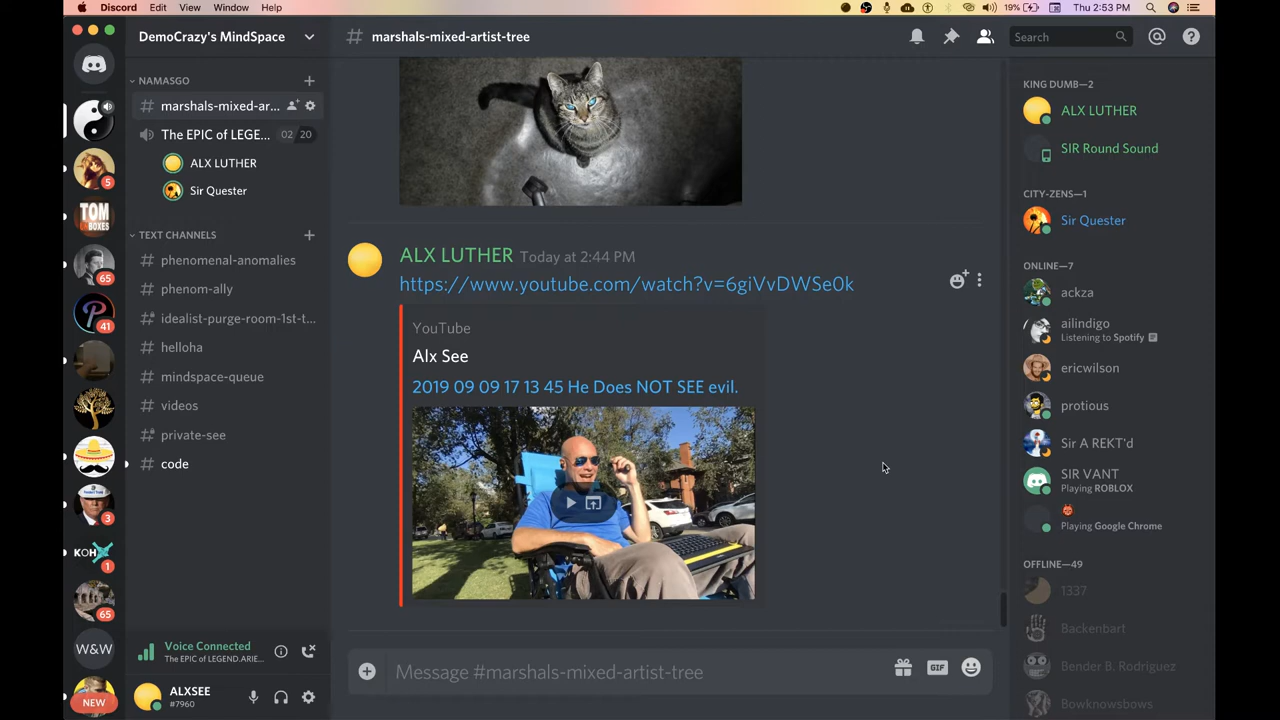 Discord Edit View Window Help
19% Thu 2:53 PM
DemoCrazy's MindSpace
# marshals-mixed-artist-tree
Search
NAMASGO
# marshals-mixed-ar...
The EPIC of LEGE... 02 20
ALX LUTHER
Sir Quester
TEXT CHANNELS
# phenomenal-anomalies
# phenom-ally
# idealist-purge-room-1st-t...
# helloha
# mindspace-queue
# videos
# private-see
# code
Voice Connected
The EPIC of LEGEND.ARIE...
ALXSEE
#7960
5
TOM
BOXES
65
41
3
KOH
1
65
W&W
NEW
ALX LUTHER Today at 2:44 PM
https://www.youtube.com/watch?v=6giVvDWSe0k
YouTube
Alx See
2019 09 09 17 13 45 He Does NOT SEE evil.
Message #marshals-mixed-artist-tree
GIF
KING DUMB—2
ALX LUTHER
SIR Round Sound
CITY-ZENS—1
Sir Quester
ONLINE—7
ackza
ailindigo
Listening to Spotify
ericwilson
protious
Sir A REKT'd
SIR VANT
Playing ROBLOX
Playing Google Chrome
OFFLINE—49
1337
Backenbart
Bender B. Rodriguez
Bowknowsbows